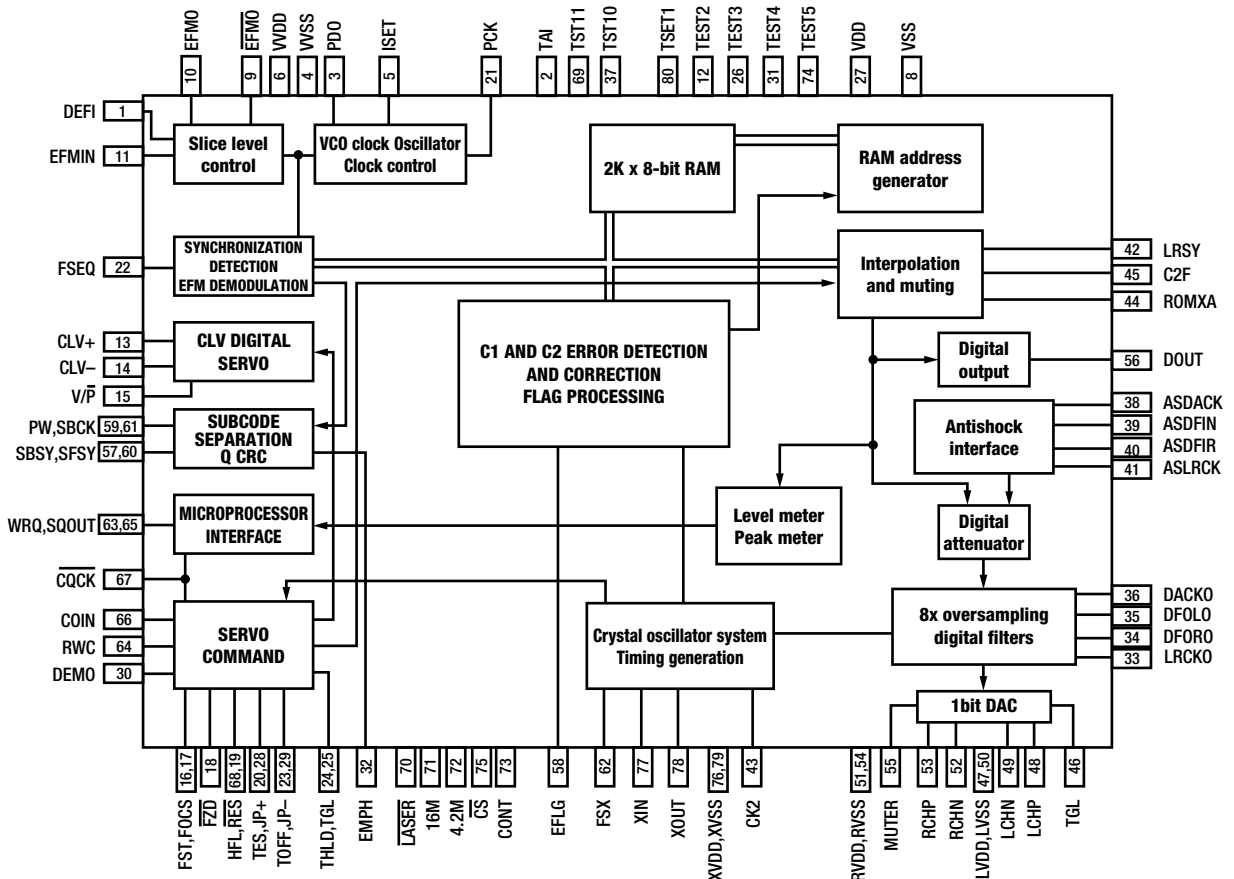 EFMO
EFMO
VVDD
VVSS
PDO
ISET
PCK
TAI
TST11
TST10
TSET1
TEST2
TEST3
TEST4
TEST5
VDD
VSS
10
9
6
4
3
5
21
2
69
37
80
12
26
31
74
27
8
DEFI 1
EFMIN 11
FSEQ 22
CLV+ 13
CLV– 14
V/P 15
PW,SBCK 59,61
SBSY,SFSY 57,60
WRQ,SQOUT 63,65
CQCK 67
COIN 66
RWC 64
DEMO 30
Slice level
control
VCO clock Oscillator
Clock control
2K x 8-bit RAM
RAM address
generator
SYNCHRONIZATION
DETECTION
EFM DEMODULATION
Interpolation
and muting
CLV DIGITAL
SERVO
C1 AND C2 ERROR DETECTION
AND CORRECTION
FLAG PROCESSING
Digital
output
SUBCODE
SEPARATION
Q CRC
Antishock
interface
MICROPROCESSOR
INTERFACE
Level meter
Peak meter
Digital
attenuator
SERVO
COMMAND
Crystal oscillator system
Timing generation
8x oversampling
digital filters
1bit DAC
42 LRSY
45 C2F
44 ROMXA
56 DOUT
38 ASDACK
39 ASDFIN
40 ASDFIR
41 ASLRCK
36 DACKO
35 DFOLO
34 DFORO
33 LRCKO
16,17
18
68,19
20,28
23,29
24,25
32
70
71
72
75
73
58
62
77
78
76,79
43
51,54
55
53
52
47,50
49
48
46
FST,FOCS
FZD
HFL,RES
TES,JP+
TOFF,JP–
THLD,TGL
EMPH
LASER
16M
4.2M
CS
CONT
EFLG
FSX
XIN
XOUT
XVDD,XVSS
CK2
RVDD,RVSS
MUTER
RCHP
RCHN
LVDD,LVSS
LCHN
LCHP
TGL